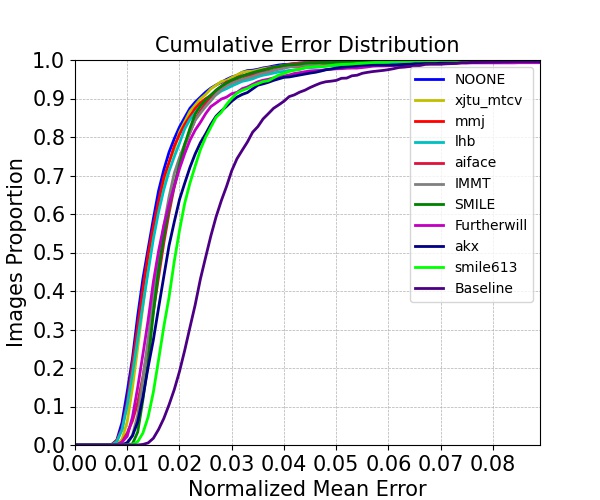 Cumulative Error Distribution
1.0
0.9
0.8
0.7
0.6
0.5
0.4
0.3
0.2
0.1
0.0
Images Proportion
NOONE
xjtu_mtcv
mmj
lhb
aiface
IMMT
SMILE
Furtherwill
akx
smile613
Baseline
0.00 0.01 0.02 0.03 0.04 0.05 0.06 0.07 0.08
Normalized Mean Error